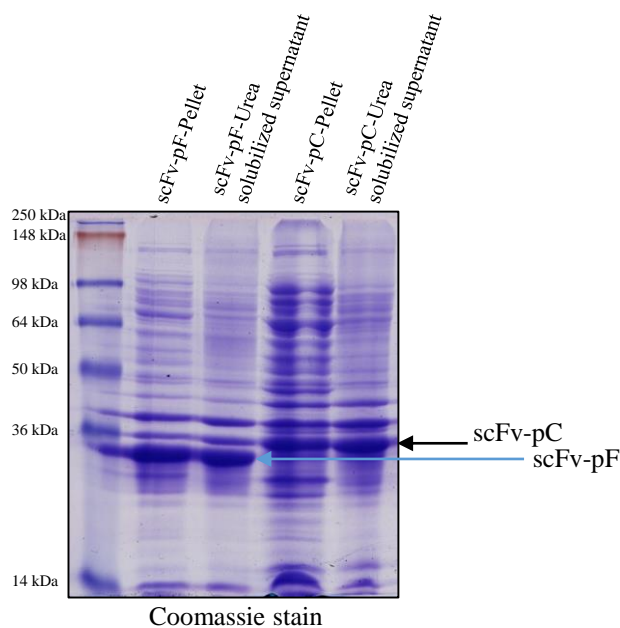 scFv-pF-Pellet
scFv-pF-Urea
solubilized supernatant
scFv-pC-Pellet
scFv-pC-Urea
solubilized supernatant
250 kDa
148 kDa
98 kDa
64 kDa
50 kDa
36 kDa
14 kDa
scFv-pC
scFv-pF
Coomassie stain